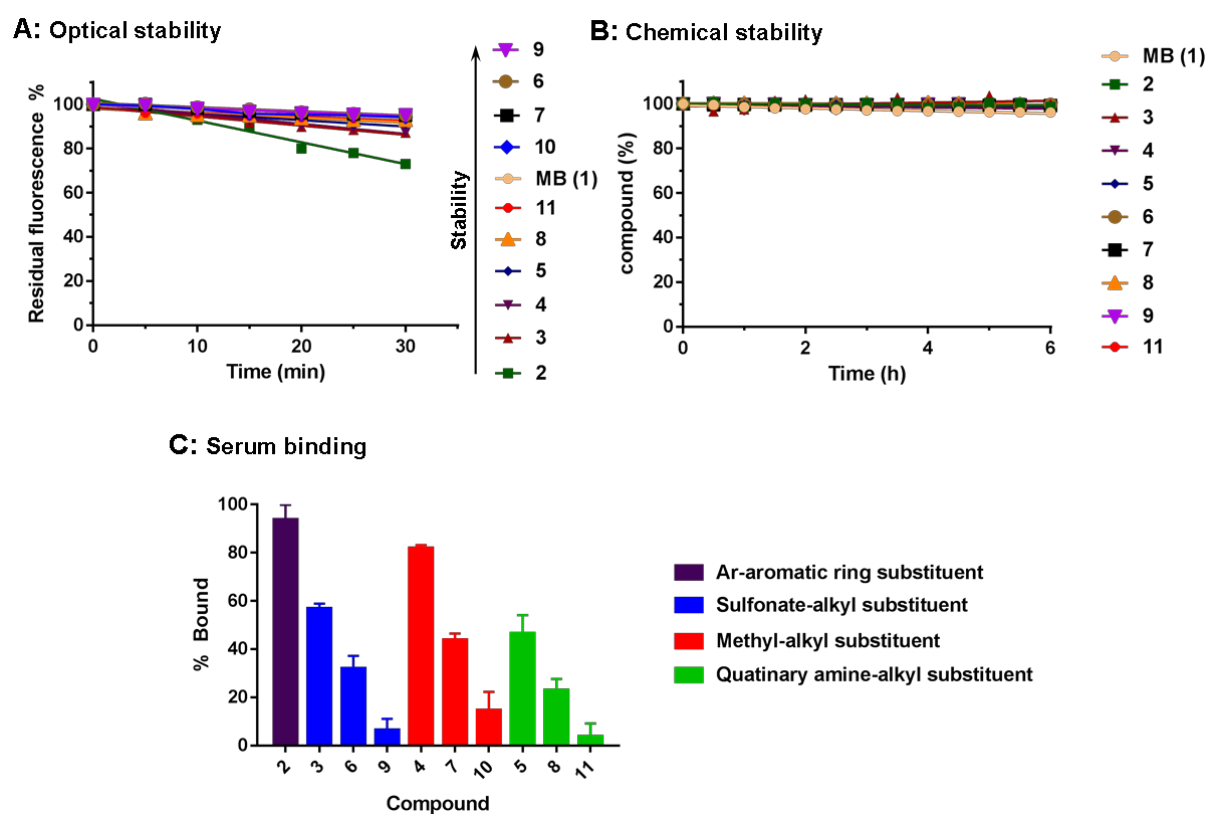 A: Optical stability
Residual fluorescence %
100
80
60
40
20
0
0 10 20 30
Time (min)
Stability
9
6
7
10
MB (1)
11
8
5
4
3
2
B: Chemical stability
compound (%)
100
80
60
40
20
0
0 2 4 6
Time (h)
MB (1)
2
3
4
5
6
7
8
9
11
C: Serum binding
% Bound
100
80
60
40
20
0
2 3 6 9 4 7 10 5 8 11
Compound
Ar-aromatic ring substituent
Sulfonate-alkyl substituent
Methyl-alkyl substituent
Quatinary amine-alkyl substituent